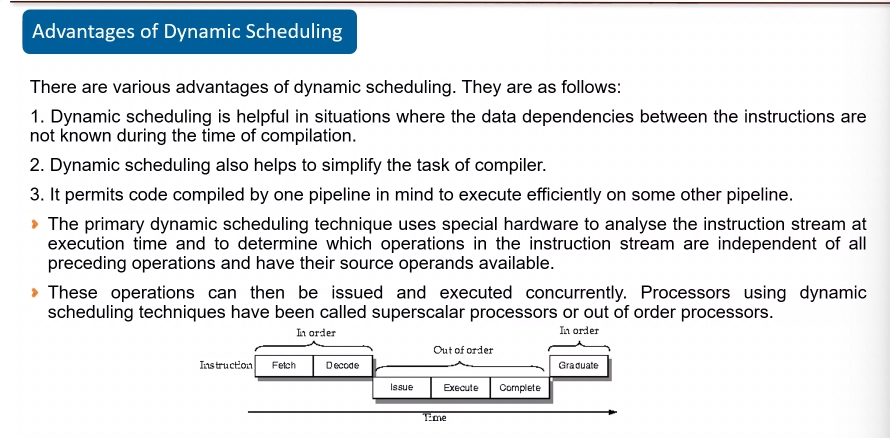 Advantages of Dynamic Scheduling
There are various advantages of dynamic scheduling. They are as follows:
1. Dynamic scheduling is helpful in situations where the data dependencies between the instructions are
not known during the time of compilation.
2. Dynamic scheduling also helps to simplify the task of compiler.
3. It permits code compiled by one pipeline in mind to execute efficiently on some other pipeline.
The primary dynamic scheduling technique uses special hardware to analyse the instruction stream at
execution time and to determine which operations in the instruction stream are independent of all
preceding operations and have their source operands available.
These operations can then be issued and executed concurrently. Processors using dynamic
scheduling techniques have been called superscalar processors or out of order processors.
In order
In order
Out of order
Instruction
Fetch
Decode
Graduate
Issue
Execute
Complete
Time